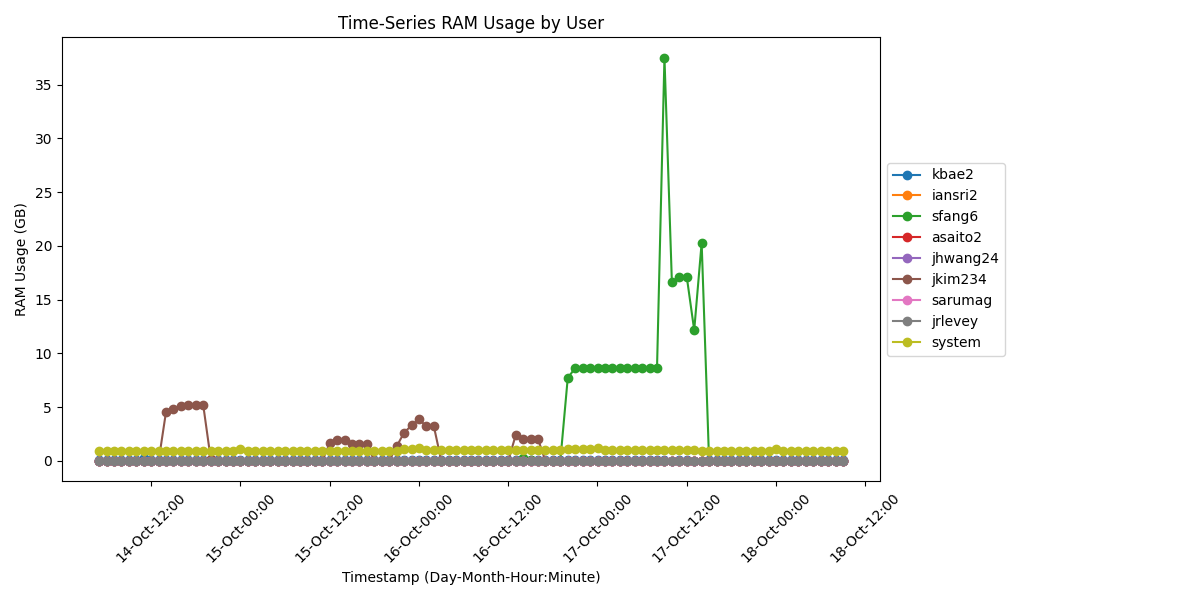 Time-Series RAM Usage by User
RAM Usage (GB)
35
30
25
20
15
10
5
0
14-Oct-12:00
15-Oct-00:00
15-Oct-12:00
16-Oct-00:00
16-Oct-12:00
17-Oct-00:00
17-Oct-12:00
18-Oct-00:00
18-Oct-12:00
Timestamp (Day-Month-Hour:Minute)
kbae2
iansri2
sfang6
asaito2
jhwang24
jkim234
sarumag
jrlevey
system